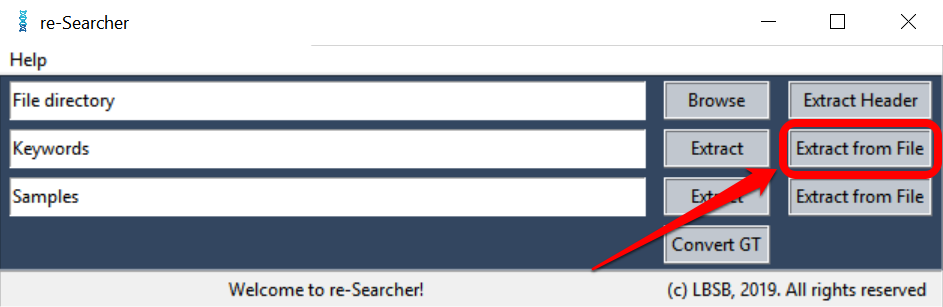 re-Searcher
Help
File directory Browse Extract Header
Keywords Extract Extract from File
Samples Extract Extract from File
Convert GT
Welcome to re-Searcher! (c) LBSB, 2019. All rights reserved